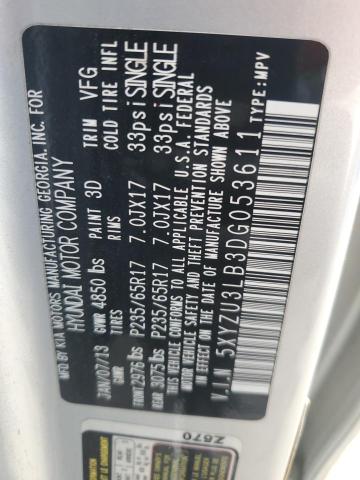 MFD BY KIA MOTORS MANUFACTURING GEORGIA, INC. FOR
HYUNDAI MOTOR COMPANY
JAN/07/13 GVWR 4850 lbs PAINT 3D TRIM VFG
GAWR TIRES RIMS COLD TIRE INFL
FRONT 2976 lbs P235/65R17 7.0JX17 33psi SINGLE
REAR 3075 lbs P235/65R17 7.0JX17 33psi SINGLE
THIS VEHICLE CONFORMS TO ALL APPLICABLE U.S.A. FEDERAL
MOTOR VEHICLE SAFETY AND THEFT PREVENTION STANDARDS
IN EFFECT ON THE DATE OF MANUFACTURE SHOWN ABOVE.
V.I.N 5XYZU3LB3DG053611 TYPE:MPV
Z670